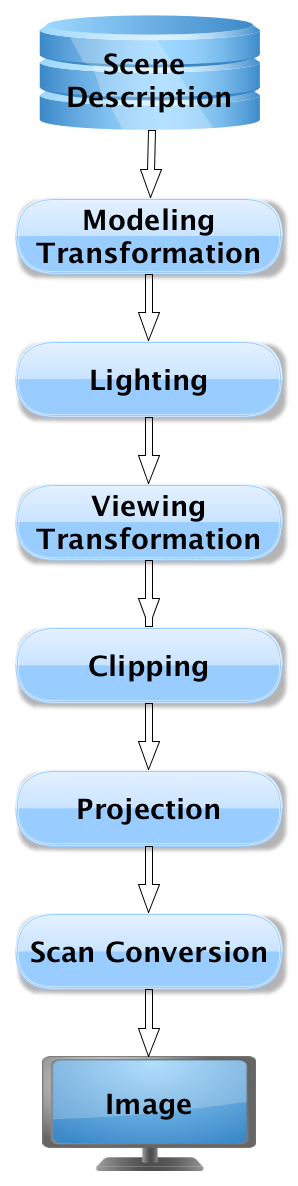 Scene
Description
Modeling
Transformation
Lighting
Viewing
Transformation
Clipping
Projection
Scan Conversion
Image